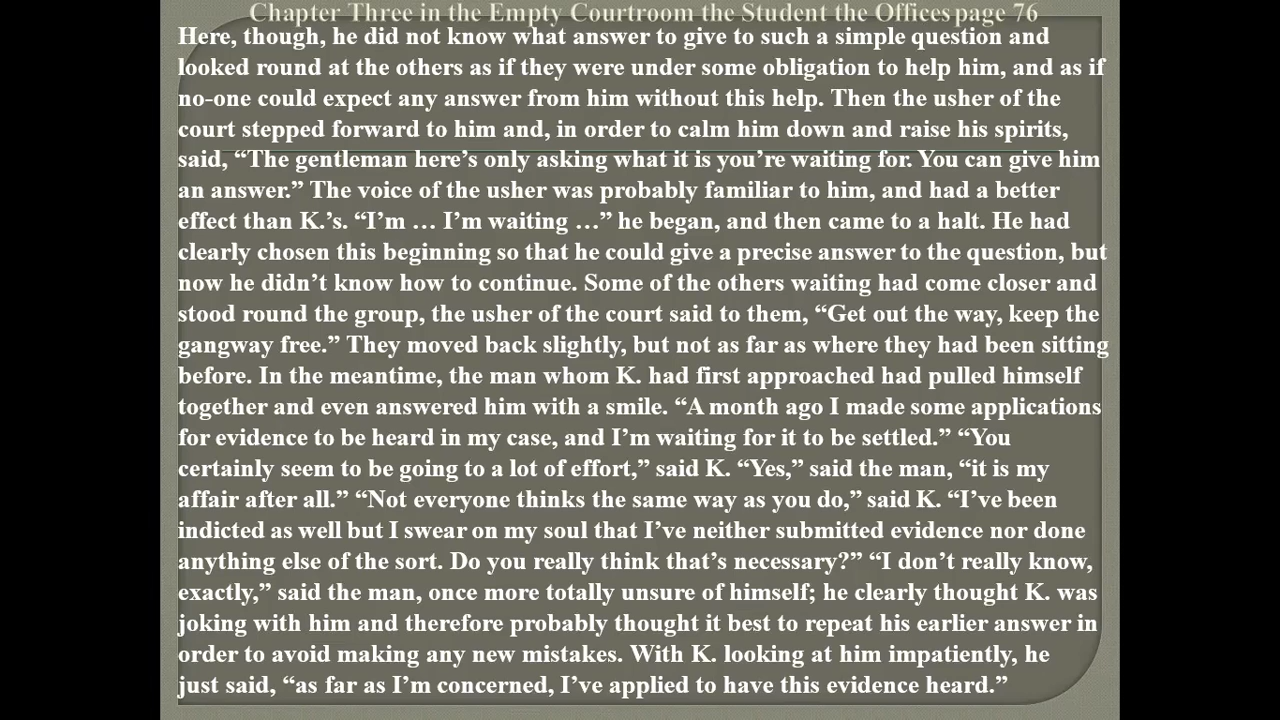 Chapter Three in the Empty Courtroom the Student the Offices page 76
Here, though, he did not know what answer to give to such a simple question and
looked round at the others as if they were under some obligation to help him, and as if
no-one could expect any answer from him without this help. Then the usher of the
court stepped forward to him and, in order to calm him down and raise his spirits,
said, “The gentleman here’s only asking what it is you’re waiting for. You can give him
an answer.” The voice of the usher was probably familiar to him, and had a better
effect than K.’s. “I’m … I’m waiting …” he began, and then came to a halt. He had
clearly chosen this beginning so that he could give a precise answer to the question, but
now he didn’t know how to continue. Some of the others waiting had come closer and
stood round the group, the usher of the court said to them, “Get out the way, keep the
gangway free.” They moved back slightly, but not as far as where they had been sitting
before. In the meantime, the man whom K. had first approached had pulled himself
together and even answered him with a smile. “A month ago I made some applications
for evidence to be heard in my case, and I’m waiting for it to be settled.” “You
certainly seem to be going to a lot of effort,” said K. “Yes,” said the man, “it is my
affair after all.” “Not everyone thinks the same way as you do,” said K. “I’ve been
indicted as well but I swear on my soul that I’ve neither submitted evidence nor done
anything else of the sort. Do you really think that’s necessary?” “I don’t really know,
exactly,” said the man, once more totally unsure of himself; he clearly thought K. was
joking with him and therefore probably thought it best to repeat his earlier answer in
order to avoid making any new mistakes. With K. looking at him impatiently, he
just said, “as far as I’m concerned, I’ve applied to have this evidence heard.”